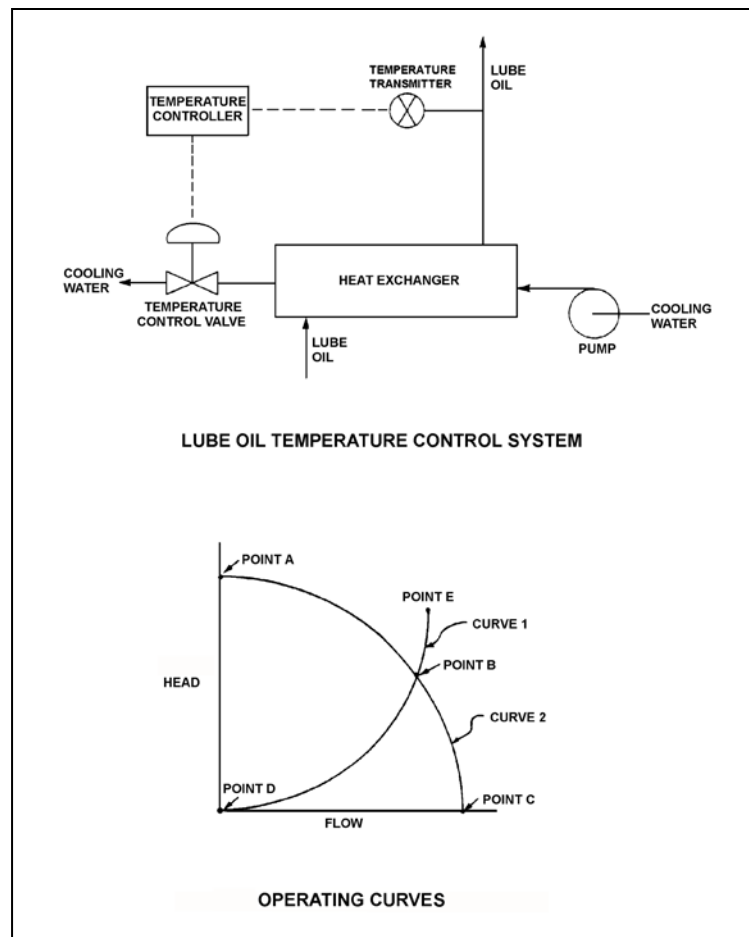 TEMPERATURE
TRANSMITTER
LUBE
OIL
TEMPERATURE
CONTROLLER
COOLING
WATER
TEMPERATURE
CONTROL VALVE
HEAT EXCHANGER
LUBE
OIL
COOLING
WATER
PUMP
LUBE OIL TEMPERATURE CONTROL SYSTEM
POINT A
POINT E
CURVE 1
POINT B
HEAD
CURVE 2
POINT D
POINT C
FLOW
OPERATING CURVES